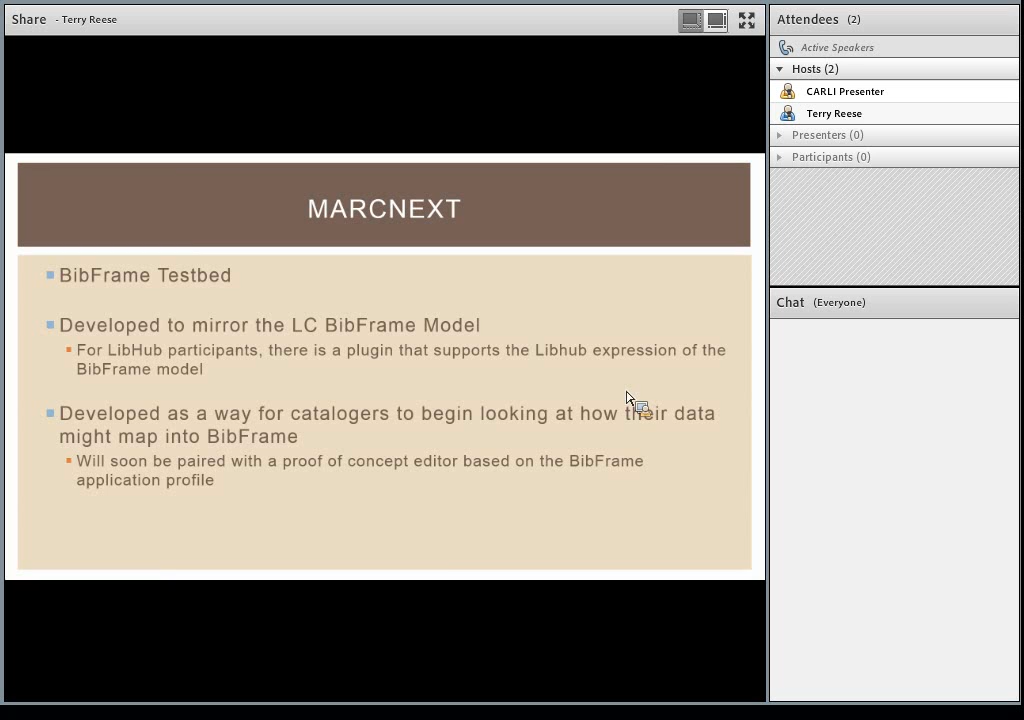 Share - Terry Reese
Attendees (2)
Active Speakers
Hosts (2)
CARLI Presenter
Terry Reese
Presenters (0)
Participants (0)
Chat (Everyone)
MARCNEXT
BibFrame Testbed
Developed to mirror the LC BibFrame Model
For LibHub participants, there is a plugin that supports the Libhub expression of the
BibFrame model
Developed as a way for catalogers to begin looking at how their data
might map into BibFrame
Will soon be paired with a proof of concept editor based on the BibFrame
application profile